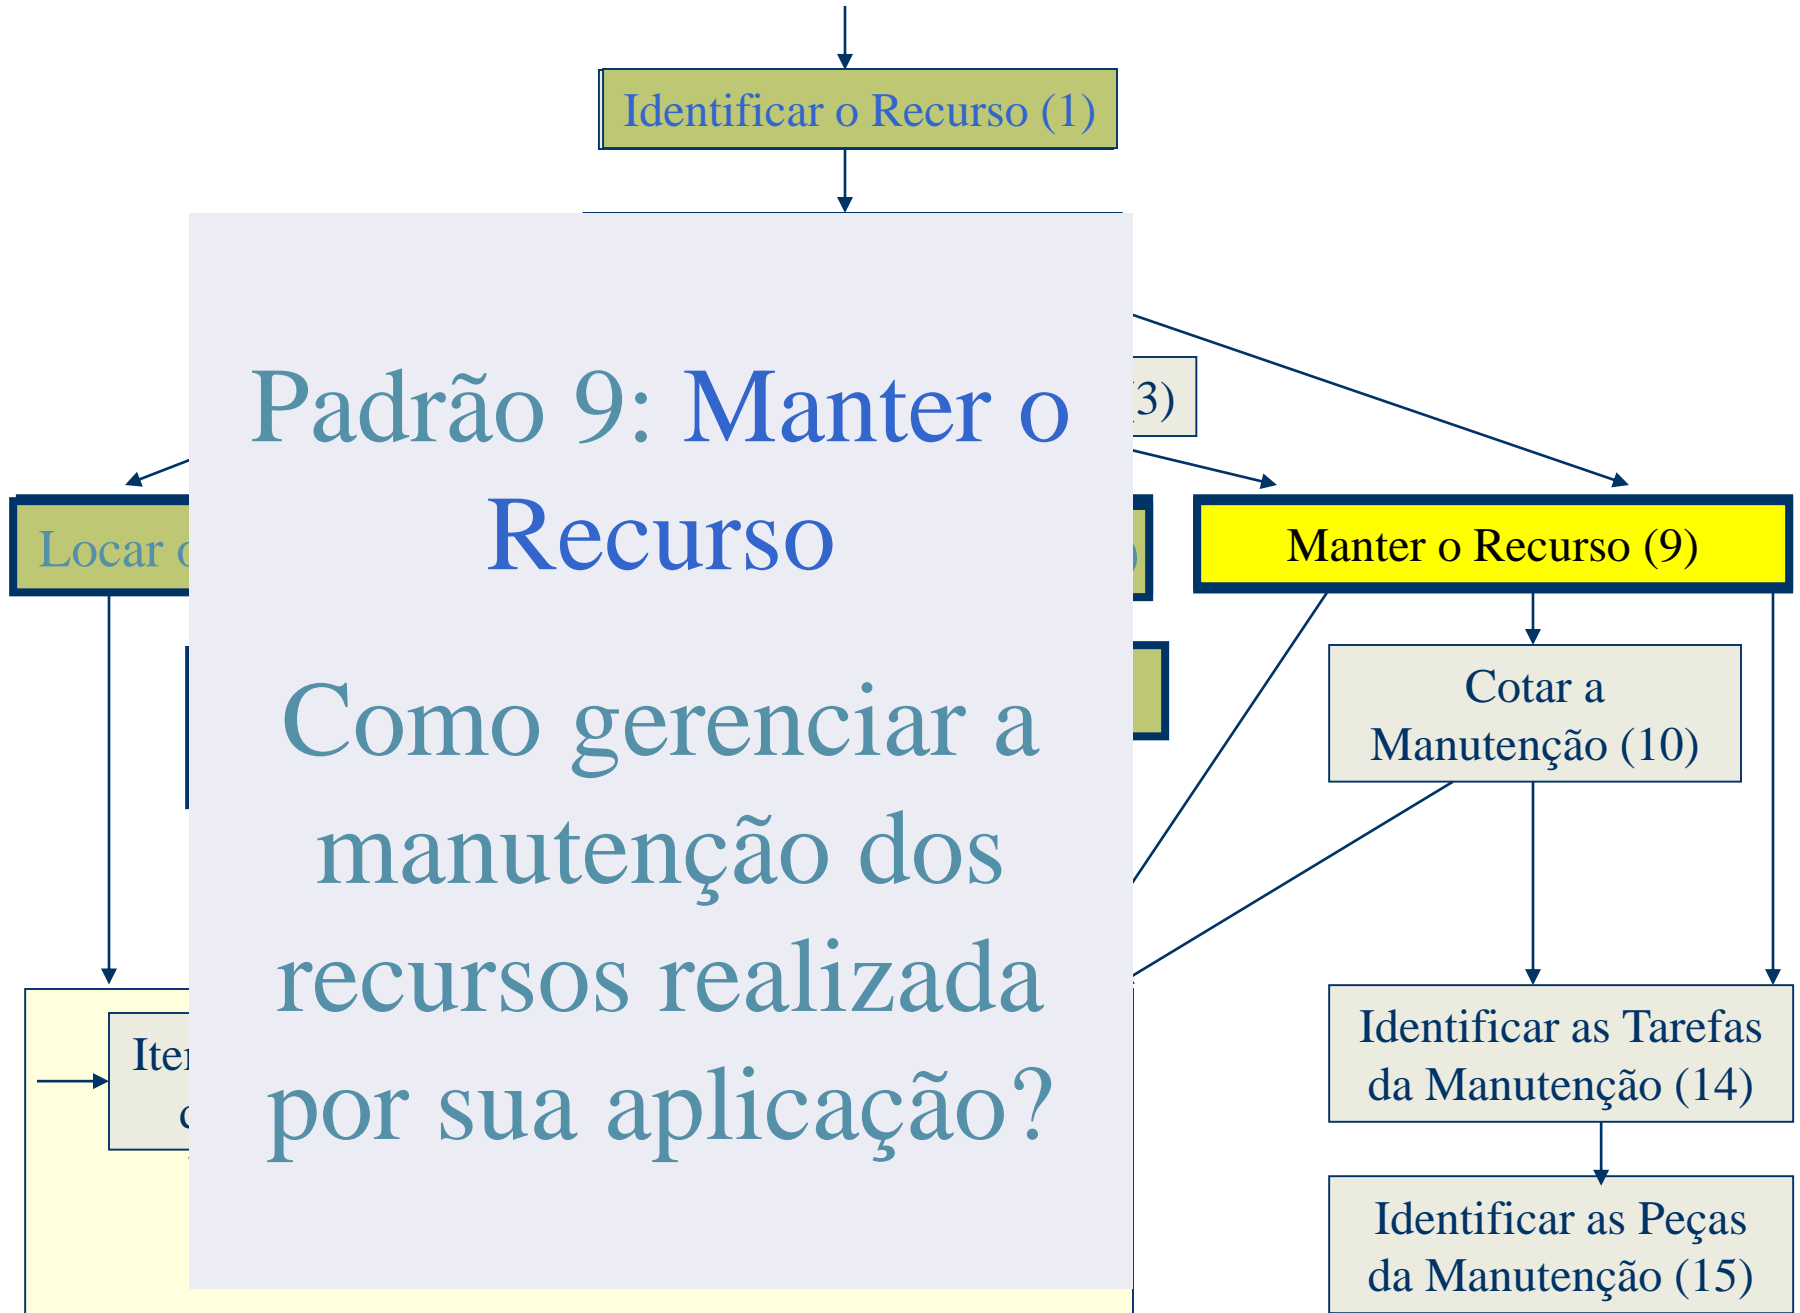 Identificar o Recurso (1)
Padrão 9: Manter o
Recurso
Como gerenciar a
manutenção dos
recursos realizada
por sua aplicação?
3)
Locar o
)
Manter o Recurso (9)
Cotar a
Manutenção (10)
Identificar as Tarefas
da Manutenção (14)
Identificar as Peças
da Manutenção (15)